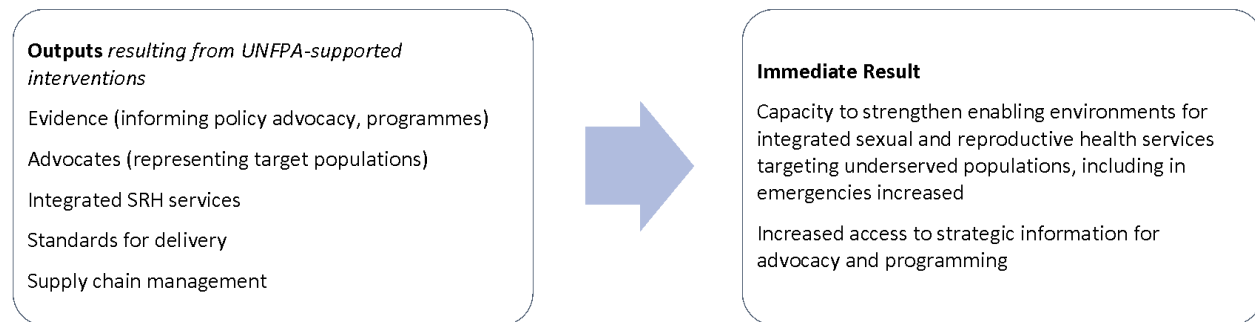 Outputs resulting from UNFPA-supported
interventions
Evidence (informing policy advocacy, programmes)
Advocates (representing target populations)
Integrated SRH services
Standards for delivery
Supply chain management
Immediate Result
Capacity to strengthen enabling environments for
integrated sexual and reproductive health services
targeting underserved populations, including in
emergencies increased
Increased access to strategic information for
advocacy and programming